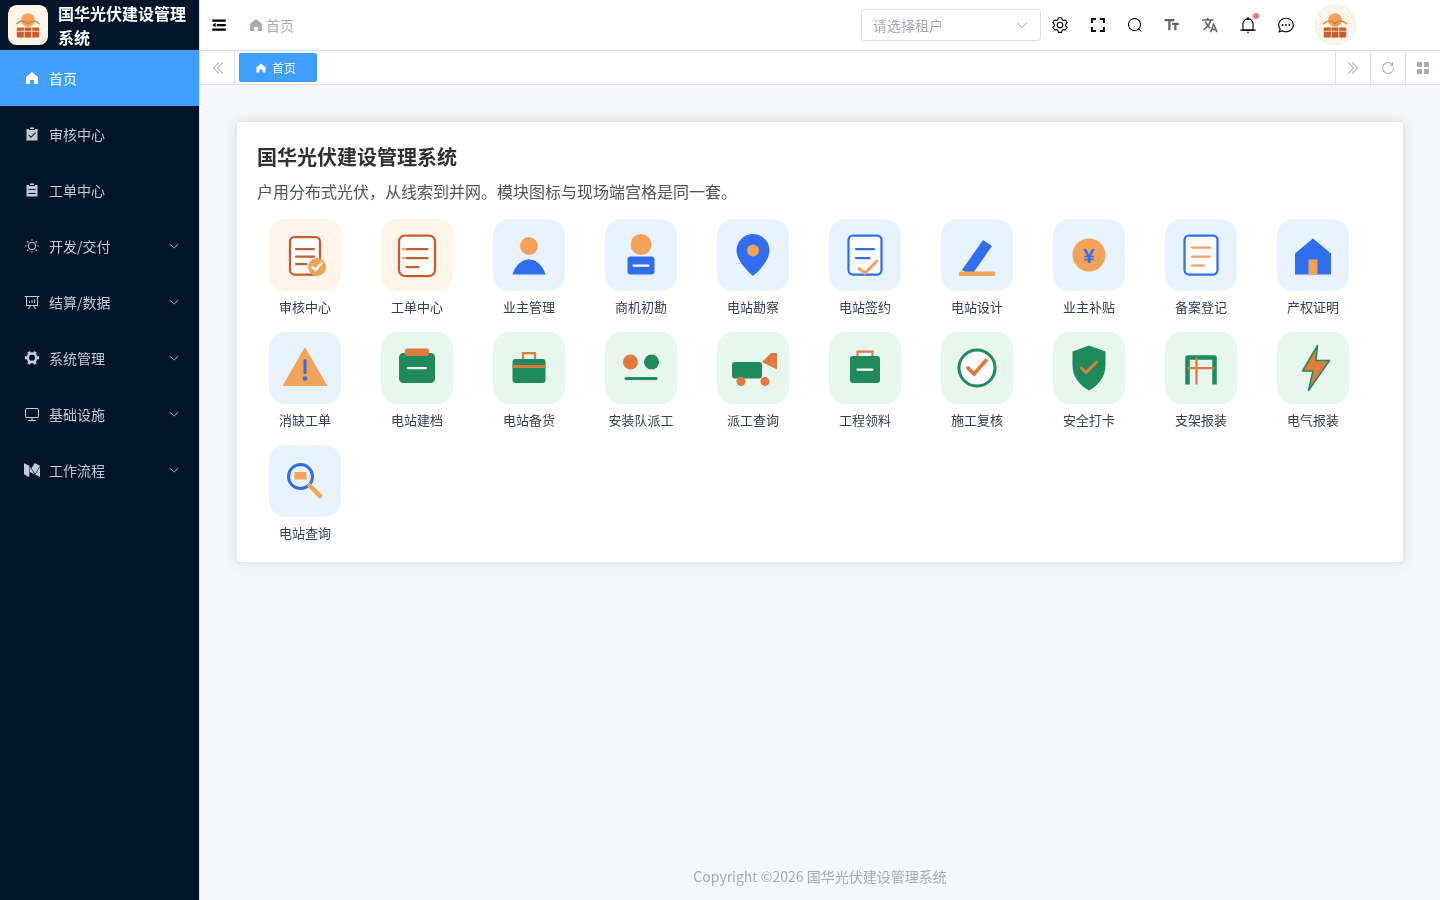 国华光伏建设管理
系统
首页
请选择租户
首页
首页
审核中心
工单中心
开发/交付
结算/数据
系统管理
基础设施
工作流程
国华光伏建设管理系统
户用分布式光伏，从线索到并网。模块图标与现场端宫格是同一套。
审核中心
工单中心
业主管理
商机初勘
电站勘察
电站签约
电站设计
¥
业主补贴
备案登记
产权证明
消缺工单
电站建档
电站备货
安装队派工
派工查询
工程领料
施工复核
安全打卡
支架报装
电气报装
电站查询
Copyright ©2026 国华光伏建设管理系统